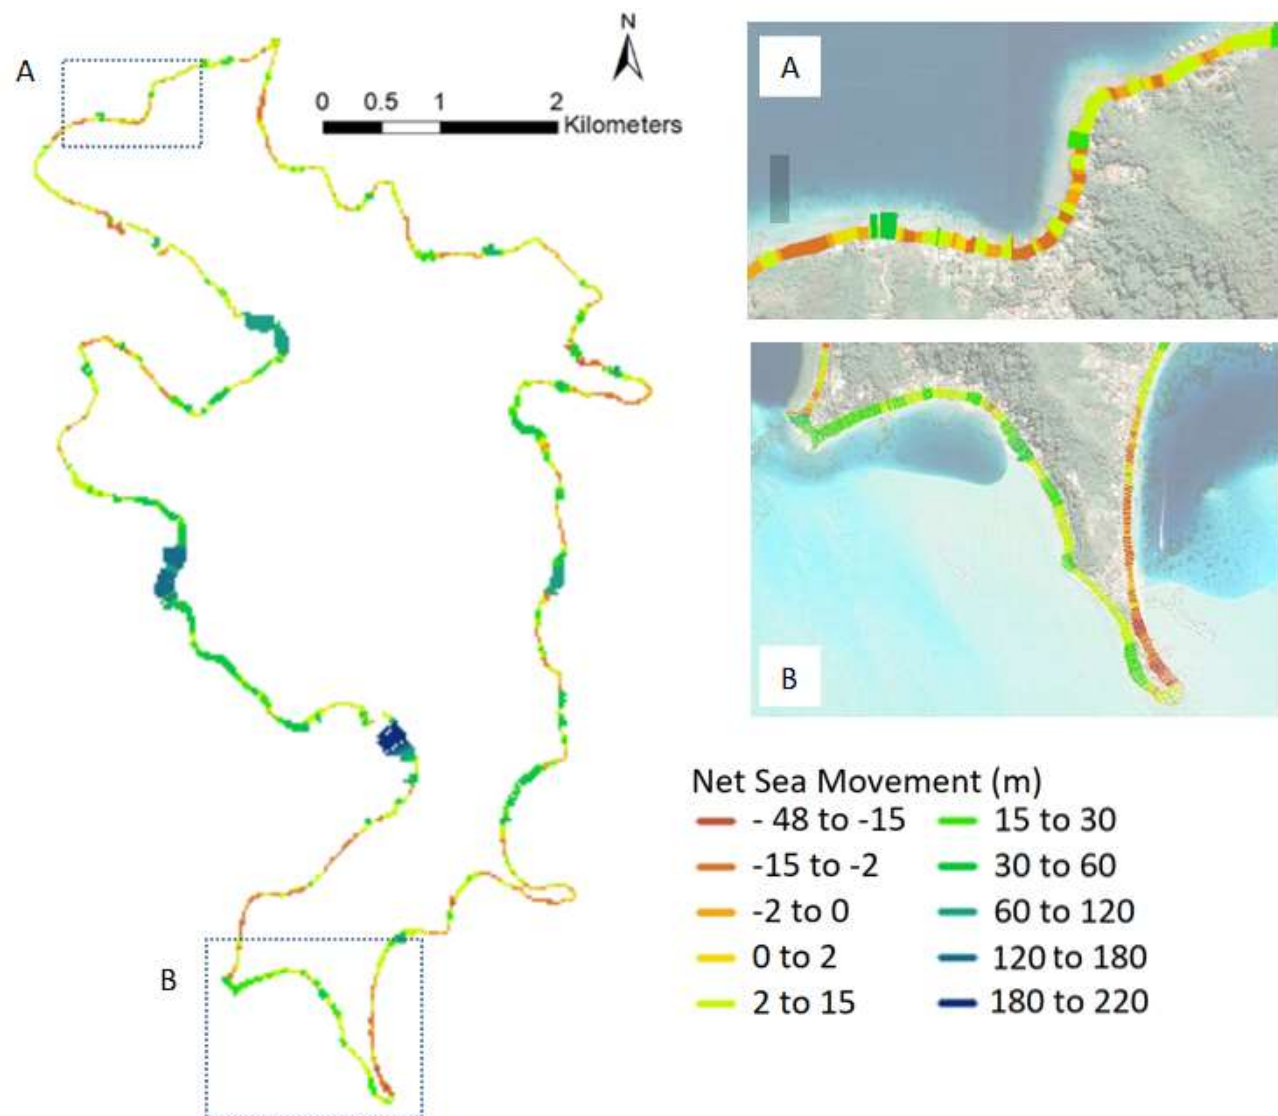 N
A
0 0.5 1 2
Kilometers
B
A
B
Net Sea Movement (m)
- 48 to -15
-15 to -2
-2 to 0
0 to 2
2 to 15
15 to 30
30 to 60
60 to 120
120 to 180
180 to 220